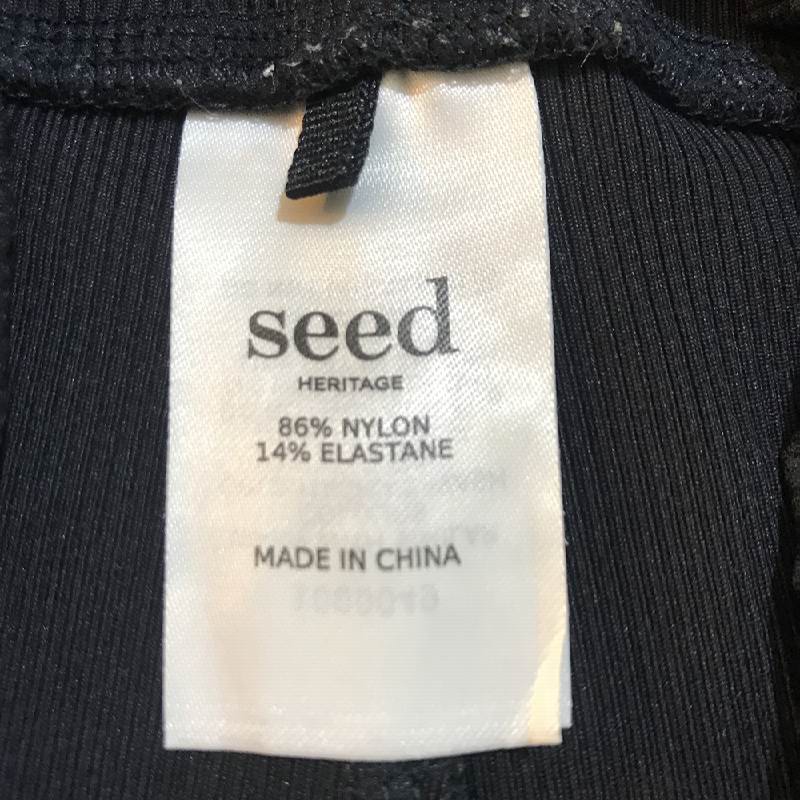 seed
HERITAGE
86% NYLON
14% ELASTANE
MADE IN CHINA